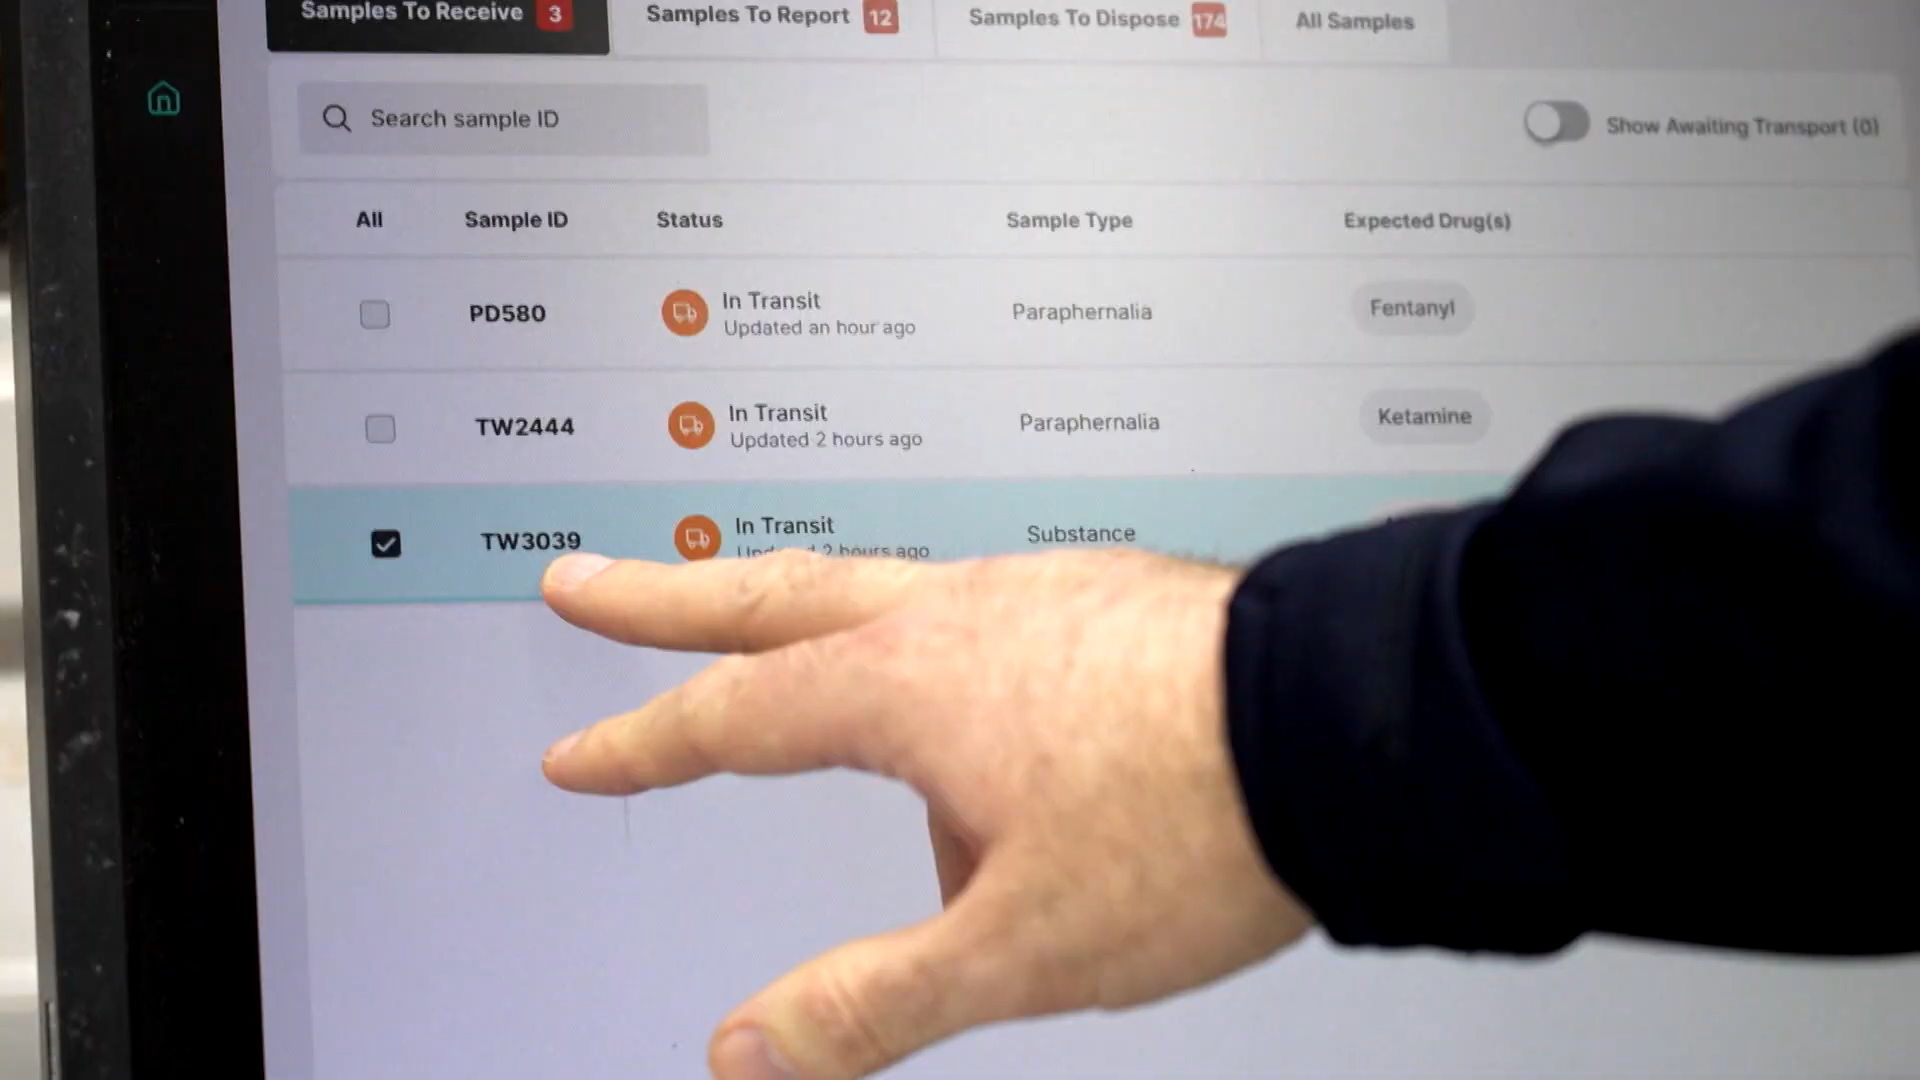 Samples To Receive 3
Samples To Report 12
Samples To Dispose 174
All Samples
Search sample ID
Show Awaiting Transport (0)
All Sample ID Status Sample Type Expected Drug(s)
PD580 In Transit Paraphernalia Fentanyl
Updated an hour ago
TW2444 In Transit Paraphernalia Ketamine
Updated 2 hours ago
TW3039 In Transit Substance
2 hours ago